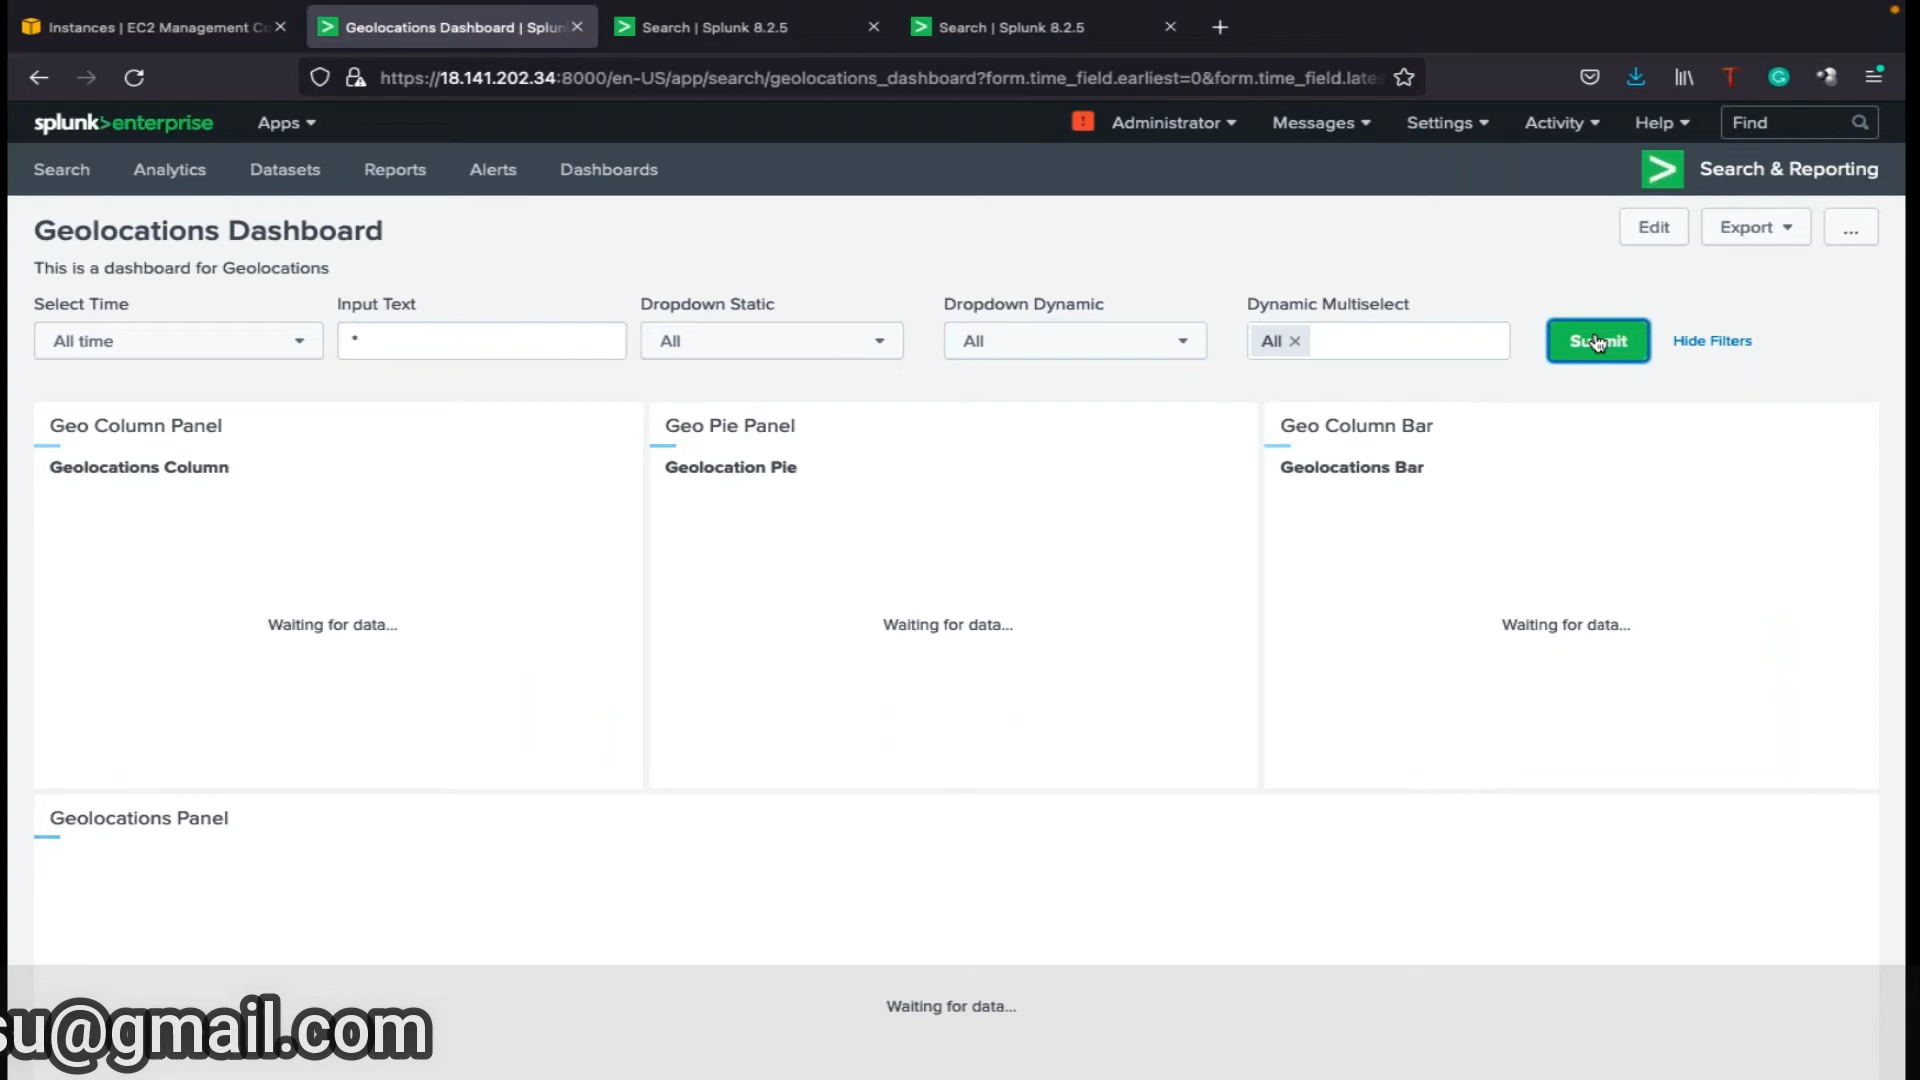 Instances | EC2 Management Co
Geolocations Dashboard | Splun
Search | Splunk 8.2.5
Search | Splunk 8.2.5
https://18.141.202.34:8000/en-US/app/search/geolocations_dashboard?form.time_field.earliest=0&form.time_field.late
splunk>enterprise
Apps
Administrator
Messages
Settings
Activity
Help
Find
Search
Analytics
Datasets
Reports
Alerts
Dashboards
Search & Reporting
Geolocations Dashboard
Edit
Export
...
This is a dashboard for Geolocations
Select Time
Input Text
Dropdown Static
Dropdown Dynamic
Dynamic Multiselect
All time
*
All
All
All
Submit
Hide Filters
Geo Column Panel
Geo Pie Panel
Geo Column Bar
Geolocations Column
Geolocation Pie
Geolocations Bar
Waiting for data...
Waiting for data...
Waiting for data...
Geolocations Panel
Waiting for data...
su@gmail.com